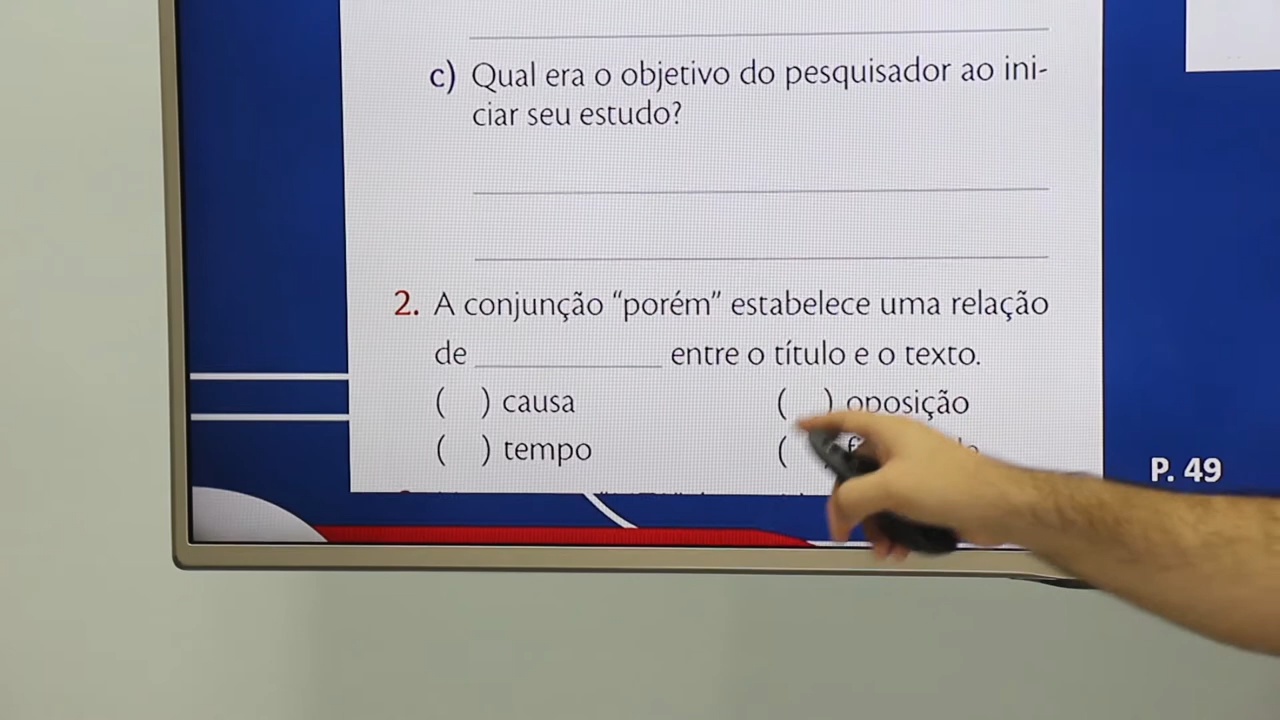 c) Qual era o objetivo do pesquisador ao ini-
ciar seu estudo?
2. A conjunção “porém” estabelece uma relação
de ____________ entre o título e o texto.
( ) causa ( ) oposição
( ) tempo (
P. 49